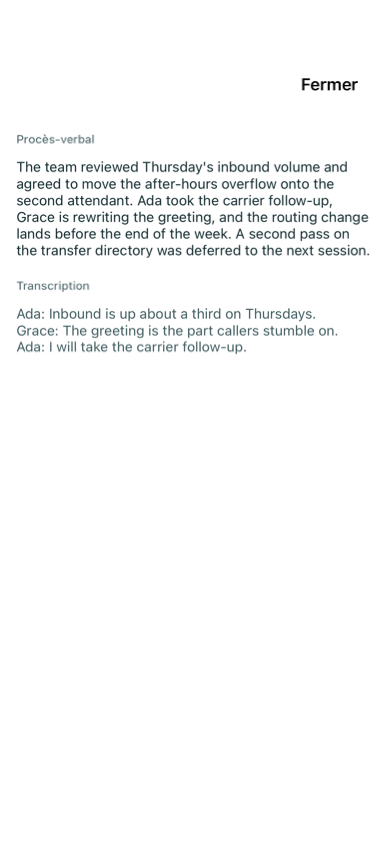 Fermer
Procès-verbal
The team reviewed Thursday's inbound volume and
agreed to move the after-hours overflow onto the
second attendant. Ada took the carrier follow-up,
Grace is rewriting the greeting, and the routing change
lands before the end of the week. A second pass on
the transfer directory was deferred to the next session.
Transcription
Ada: Inbound is up about a third on Thursdays.
Grace: The greeting is the part callers stumble on.
Ada: I will take the carrier follow-up.